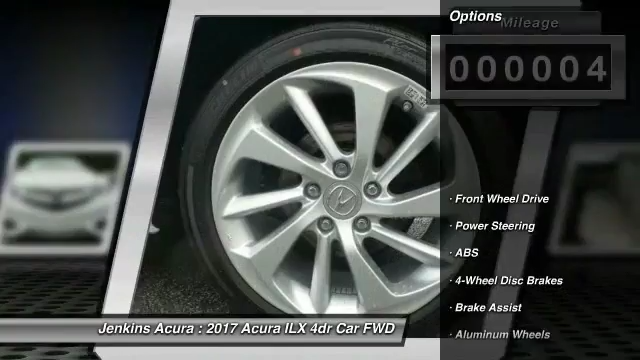 Options
Mileage
000004
· Front Wheel Drive
· Power Steering
· ABS
· 4-Wheel Disc Brakes
· Brake Assist
· Aluminum Wheels
Jenkins Acura : 2017 Acura ILX 4dr Car FWD